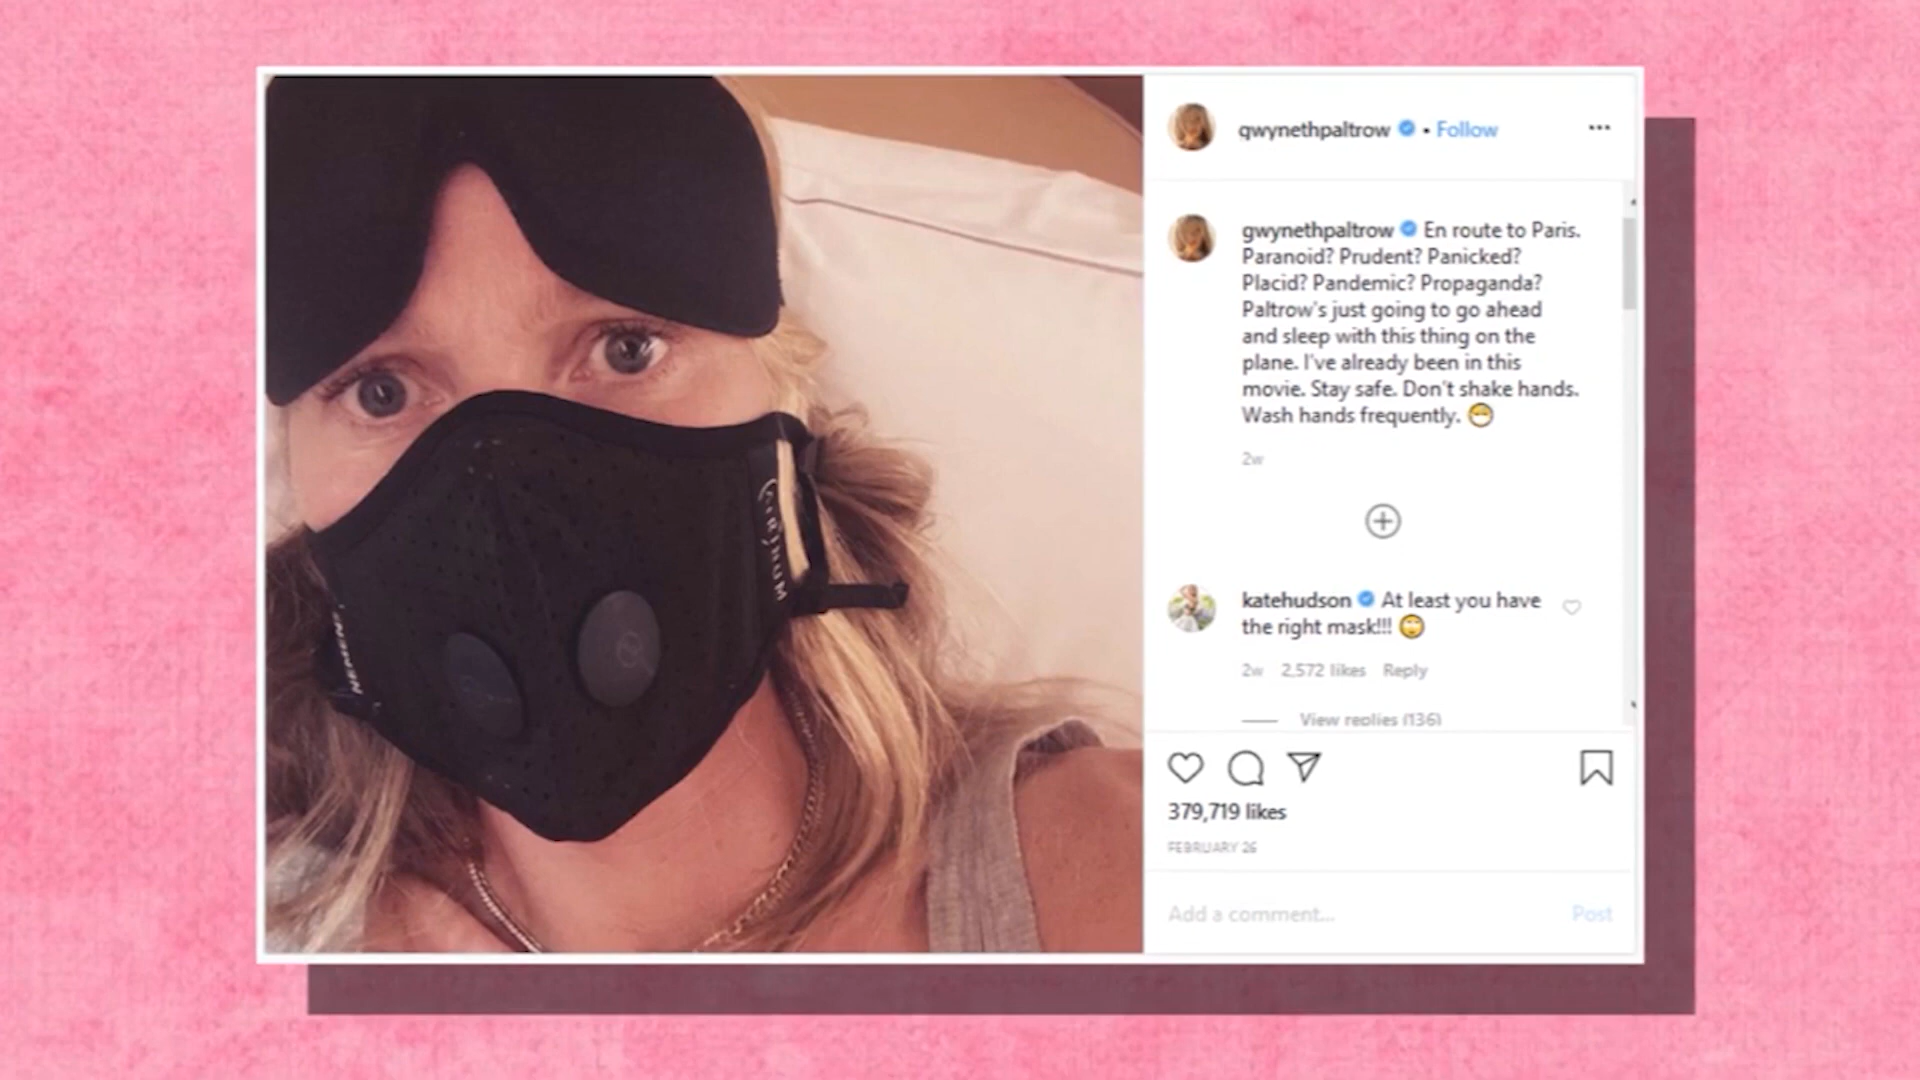 gwynethpaltrow • Follow
gwynethpaltrow En route to Paris.
Paranoid? Prudent? Panicked?
Placid? Pandemic? Propaganda?
Paltrow's just going to go ahead
and sleep with this thing on the
plane. I've already been in this
movie. Stay safe. Don't shake hands.
Wash hands frequently.
2w
katehudson At least you have
the right mask!!!
2w 2,572 likes Reply
View replies (136)
379,719 likes
FEBRUARY 26
Add a comment... Post